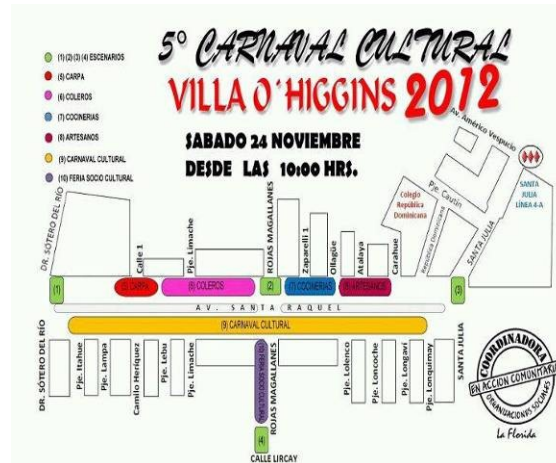 5° CARNAVAL CULTURAL
VILLA O´HIGGINS 2012
SABADO 24 NOVIEMBRE
DESDE LAS 10:00 HRS.
(1) (2) (3) (4) ESCENARIOS
(5) CARPA
(6) COLEROS
(7) COCINERIAS
(8) ARTESANOS
(9) CARNAVAL CULTURAL
(10) FERIA SOCIO CULTURAL
Av. Américo Vespucio
Pje. Cautín
Colegio
República
Dominicana
República Dominicana
SANTA JULIA
SANTA
JULIA
LÍNEA 4-A
DR. SÓTERO DEL RÍO
Calle 1
Pje. Limache
ROJAS MAGALLANES
Zaparelli 1
Ollagüe
Atalaya
Carahue
(1)
(5) CARPA
(6) COLEROS
(2)
(7) COCINERIAS
(8) ARTESANOS
(3)
AV. SANTA RAQUEL
(9) CARNAVAL CULTURAL
DR. SÓTERO DEL RÍO
Pje. Itahue
Pje. Lampa
Camilo Henríquez
Pje. Lebu
Pje. Limache
(10) FERIA SOCIO CULTURAL
ROJAS MAGALLANES
Pje. Lolenco
Pje. Loncoche
Pje. Longaví
Pje. Lonquimay
SANTA JULIA
(4)
CALLE LIRCAY
COORDINADORA
EN ACCIÓN COMUNITARIA
ORGANIZACIONES SOCIALES
La Florida